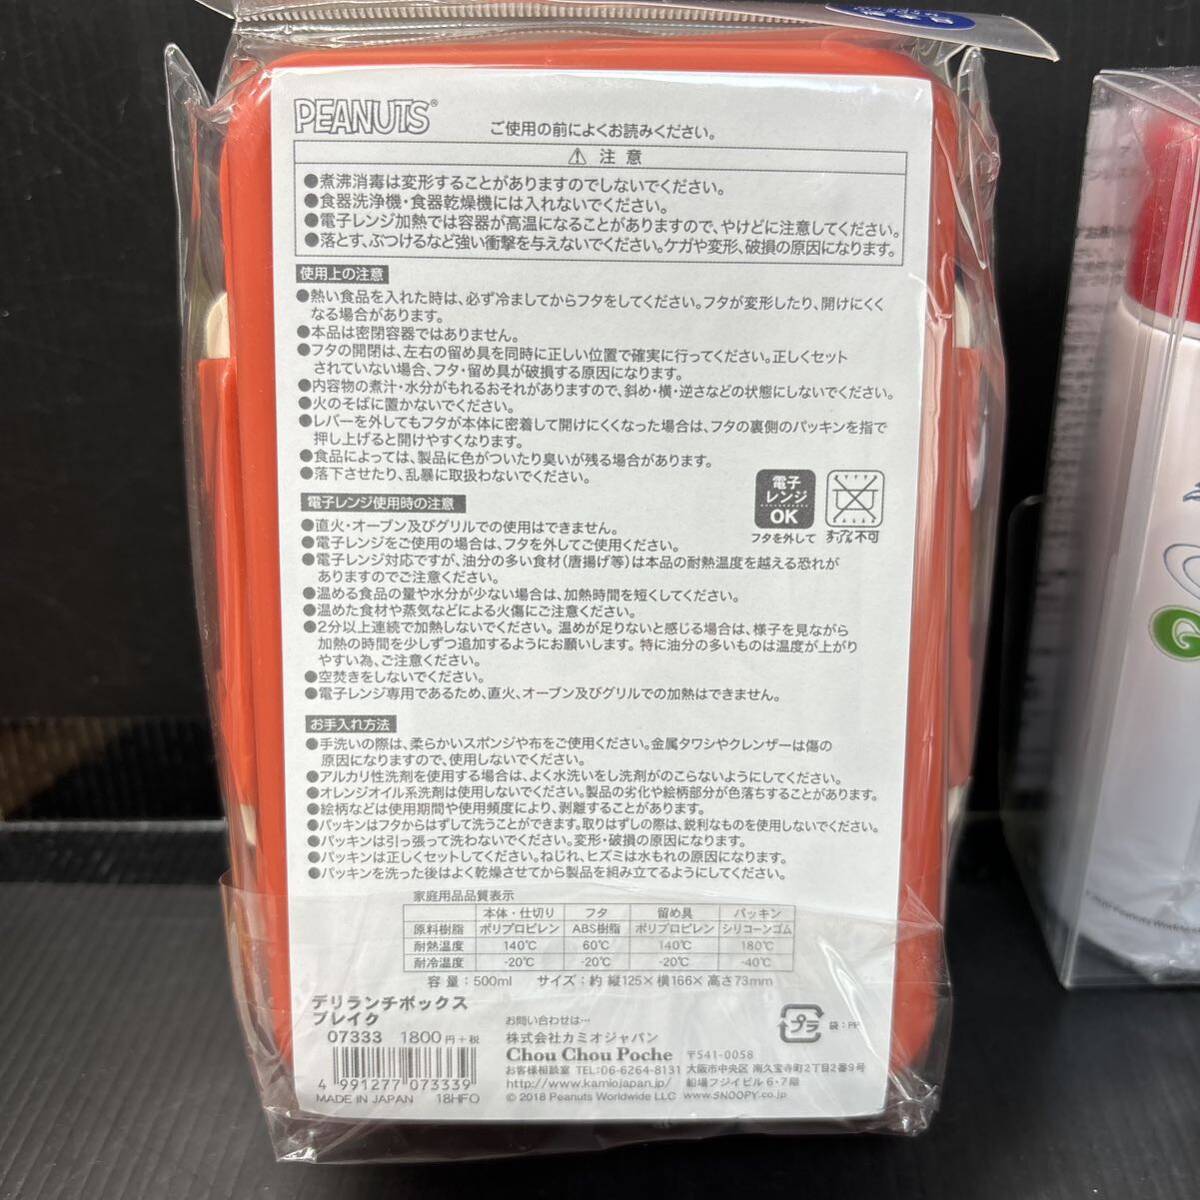 PEANUTS®
ご使用の前によくお読みください。
⚠ 注意
●煮沸消毒は変形することがありますのでしないでください。
●食器洗浄機・食器乾燥機には入れないでください。
●電子レンジ加熱では容器が高温になることがありますので、やけどに注意してください。
●落とす、ぶつけるなど強い衝撃を与えないでください。ケガや変形、破損の原因になります。
使用上の注意
●熱い食品を入れた時は、必ず冷ましてからフタをしてください。フタが変形したり、開けにくく
なる場合があります。
●本品は密閉容器ではありません。
●フタの開閉は、左右の留め具を同時に正しい位置で確実に行ってください。正しくセット
されていない場合、フタ・留め具が破損する原因になります。
●内容物の煮汁・水分がもれるおそれがありますので、斜め・横・逆さなどの状態にしないでください。
●火のそばに置かないでください。
●レバーを外してもフタが本体に密着して開けにくくなった場合は、フタの裏側のパッキンを指で
押し上げると開けやすくなります。
●食品によっては、製品に色がついたり臭いが残る場合があります。
●落下させたり、乱暴に取扱わないでください。
電子レンジ OK
フタを外して
不可
電子レンジ使用時の注意
●直火・オーブン及びグリルでの使用はできません。
●電子レンジをご使用の場合は、フタを外してご使用ください。
●電子レンジ対応ですが、油分の多い食材(唐揚げ等)は本品の耐熱温度を越える恐れが
ありますのでご注意ください。
●温める食品の量や水分が少ない場合は、加熱時間を短くしてください。
●温めた食材や蒸気などによる火傷にご注意ください。
●2分以上連続で加熱しないでください。温めが足りないと感じる場合は、様子を見ながら
加熱の時間を少しずつ追加するようにお願いします。特に油分の多いものは温度が上がり
やすい為、ご注意ください。
●空焚きをしないでください。
●電子レンジ専用であるため、直火、オーブン及びグリルでの加熱はできません。
お手入れ方法
●手洗いの際は、柔らかいスポンジや布をご使用ください。金属タワシやクレンザーは傷の
原因になりますので、使用しないでください。
●アルカリ性洗剤を使用する場合は、よく水洗いをし洗剤がのこらないようにしてください。
●オレンジオイル系洗剤は使用しないでください。製品の劣化や絵柄部分が色落ちすることがあります。
●絵柄などは使用期間や使用頻度により、剥離することがあります。
●パッキンはフタからはずして洗うことができます。取りはずしの際は、鋭利なものを使用しないでください。
●パッキンは引っ張って洗わないでください。変形・破損の原因になります。
●パッキンは正しくセットしてください。ねじれ、ヒズミは水もれの原因になります。
●パッキンを洗った後はよく乾燥させてから製品を組み立てるようにしてください。
家庭用品品質表示
本体・仕切り フタ 留め具 パッキン
原料樹脂 ポリプロピレン ABS樹脂 ポリプロピレン シリコーンゴム
耐熱温度 140℃ 60℃ 140℃ 180℃
耐冷温度 -20℃ -20℃ -20℃ -40℃
容量:500ml サイズ:約 縦125×横166×高さ73mm
デリランチボックス
ブレイク
07333 1800円+税
4 991277 073339
MADE IN JAPAN 18HFO
お問い合わせは…
株式会社カミオジャパン
Chou Chou Poche 〒541-0058
お客様相談室 TEL:06-6264-8131 大阪市中央区 南久宝寺町2丁目2番9号
http://www.kamiojapan.jp/ 船場フジイビル6・7階
© 2018 Peanuts Worldwide LLC www.SNOOPY.co.jp
プラ
袋:PP